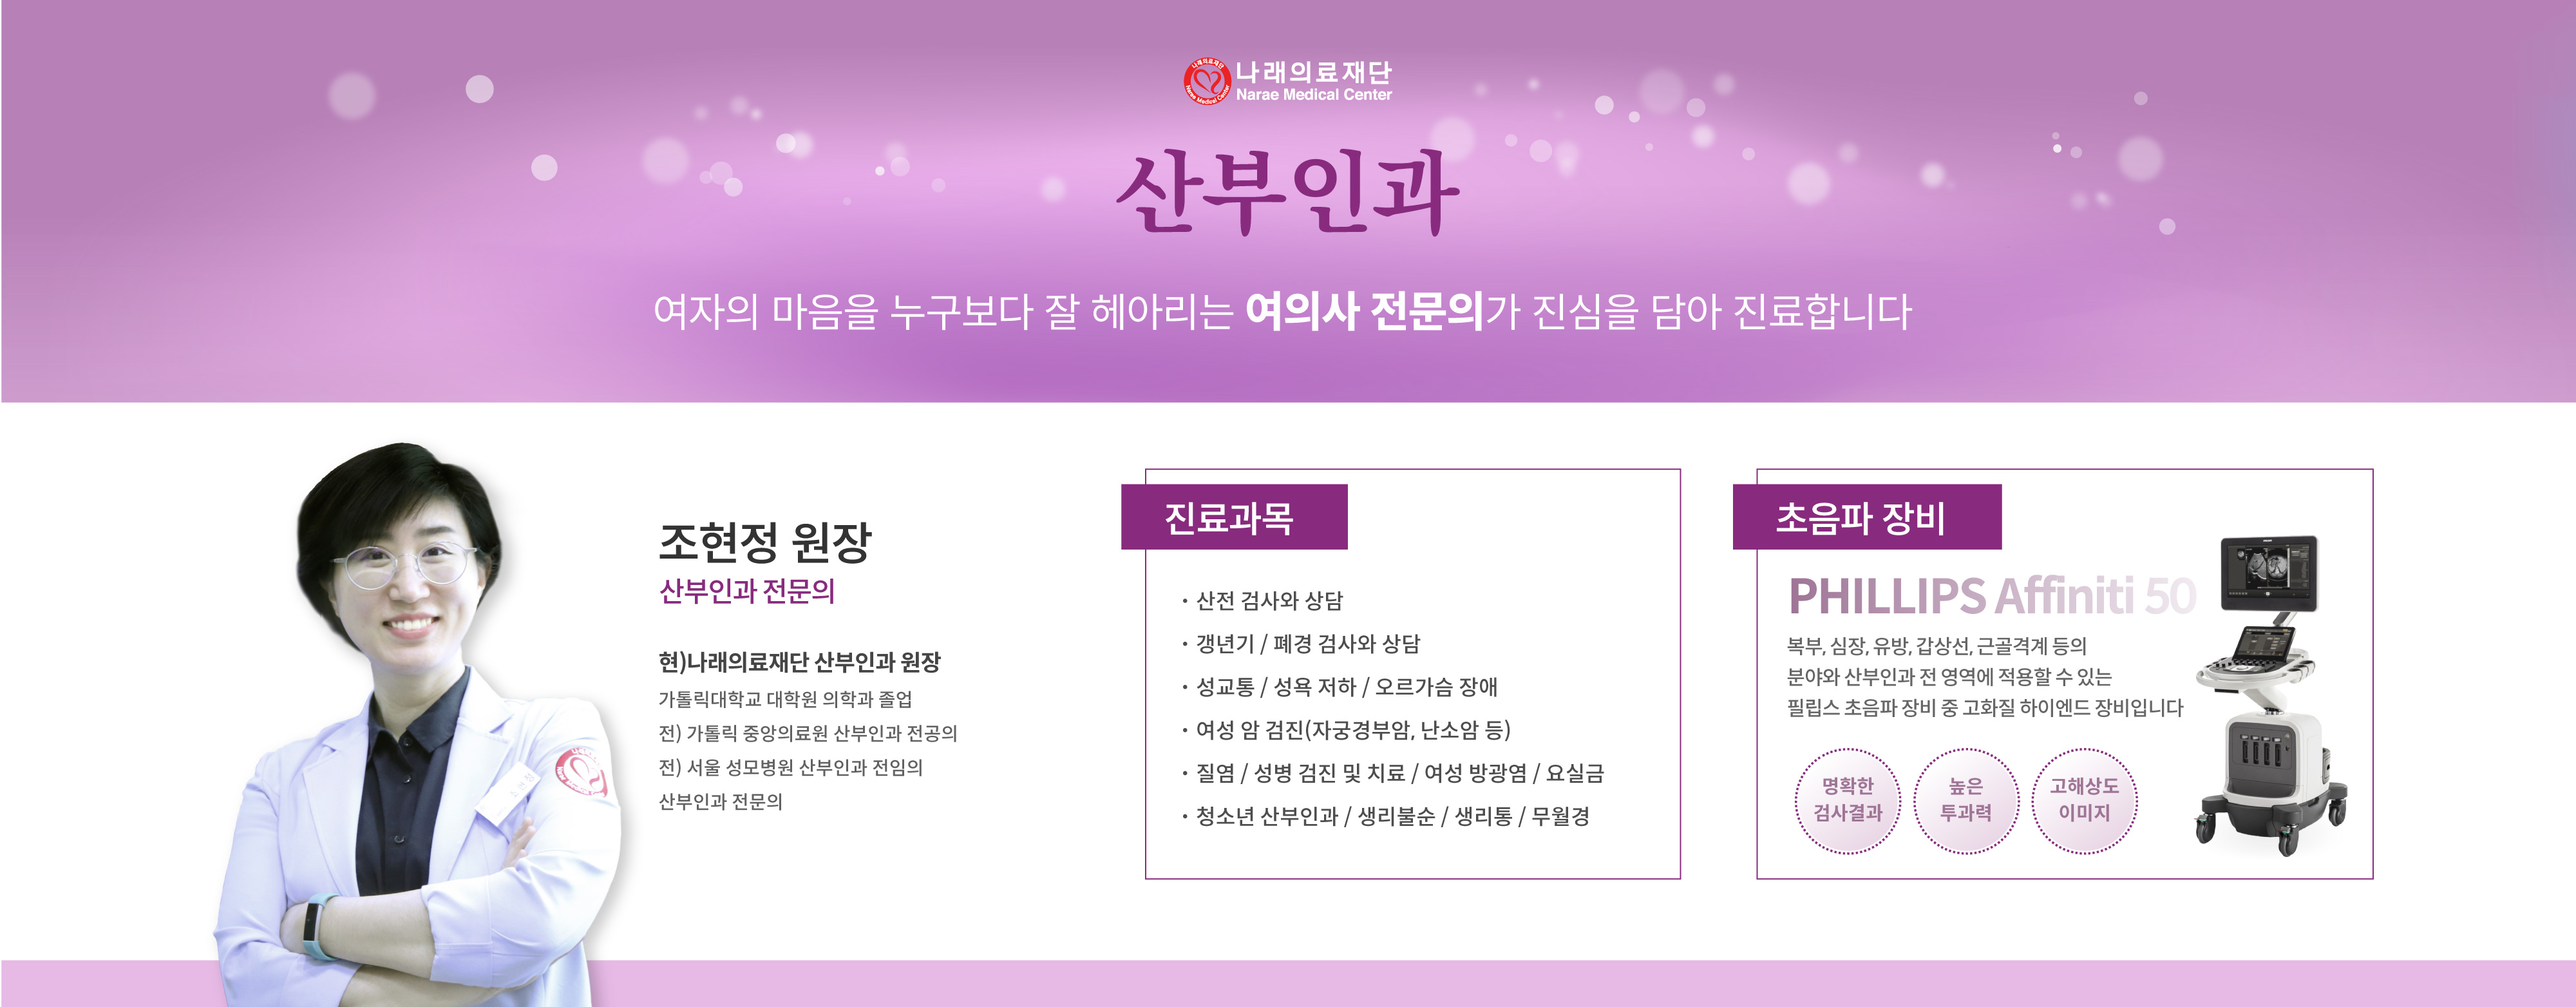 나래의료재단
Narae Medical Center
산부인과
여자의 마음을 누구보다 잘 헤아리는 여의사 전문의가 진심을 담아 진료합니다
조현정 원장
산부인과 전문의
현)나래의료재단 산부인과 원장
가톨릭대학교 대학원 의학과 졸업
전) 가톨릭 중앙의료원 산부인과 전공의
전) 서울 성모병원 산부인과 전임의
산부인과 전문의
진료과목
· 산전 검사와 상담
· 갱년기 / 폐경 검사와 상담
· 성교통 / 성욕 저하 / 오르가슴 장애
· 여성 암 검진(자궁경부암, 난소암 등)
· 질염 / 성병 검진 및 치료 / 여성 방광염 / 요실금
· 청소년 산부인과 / 생리불순 / 생리통 / 무월경
초음파 장비
PHILLIPS Affiniti 50
복부, 심장, 유방, 갑상선, 근골격계 등의
분야와 산부인과 전 영역에 적용할 수 있는
필립스 초음파 장비 중 고화질 하이엔드 장비입니다
명확한
검사결과
높은
투과력
고해상도
이미지